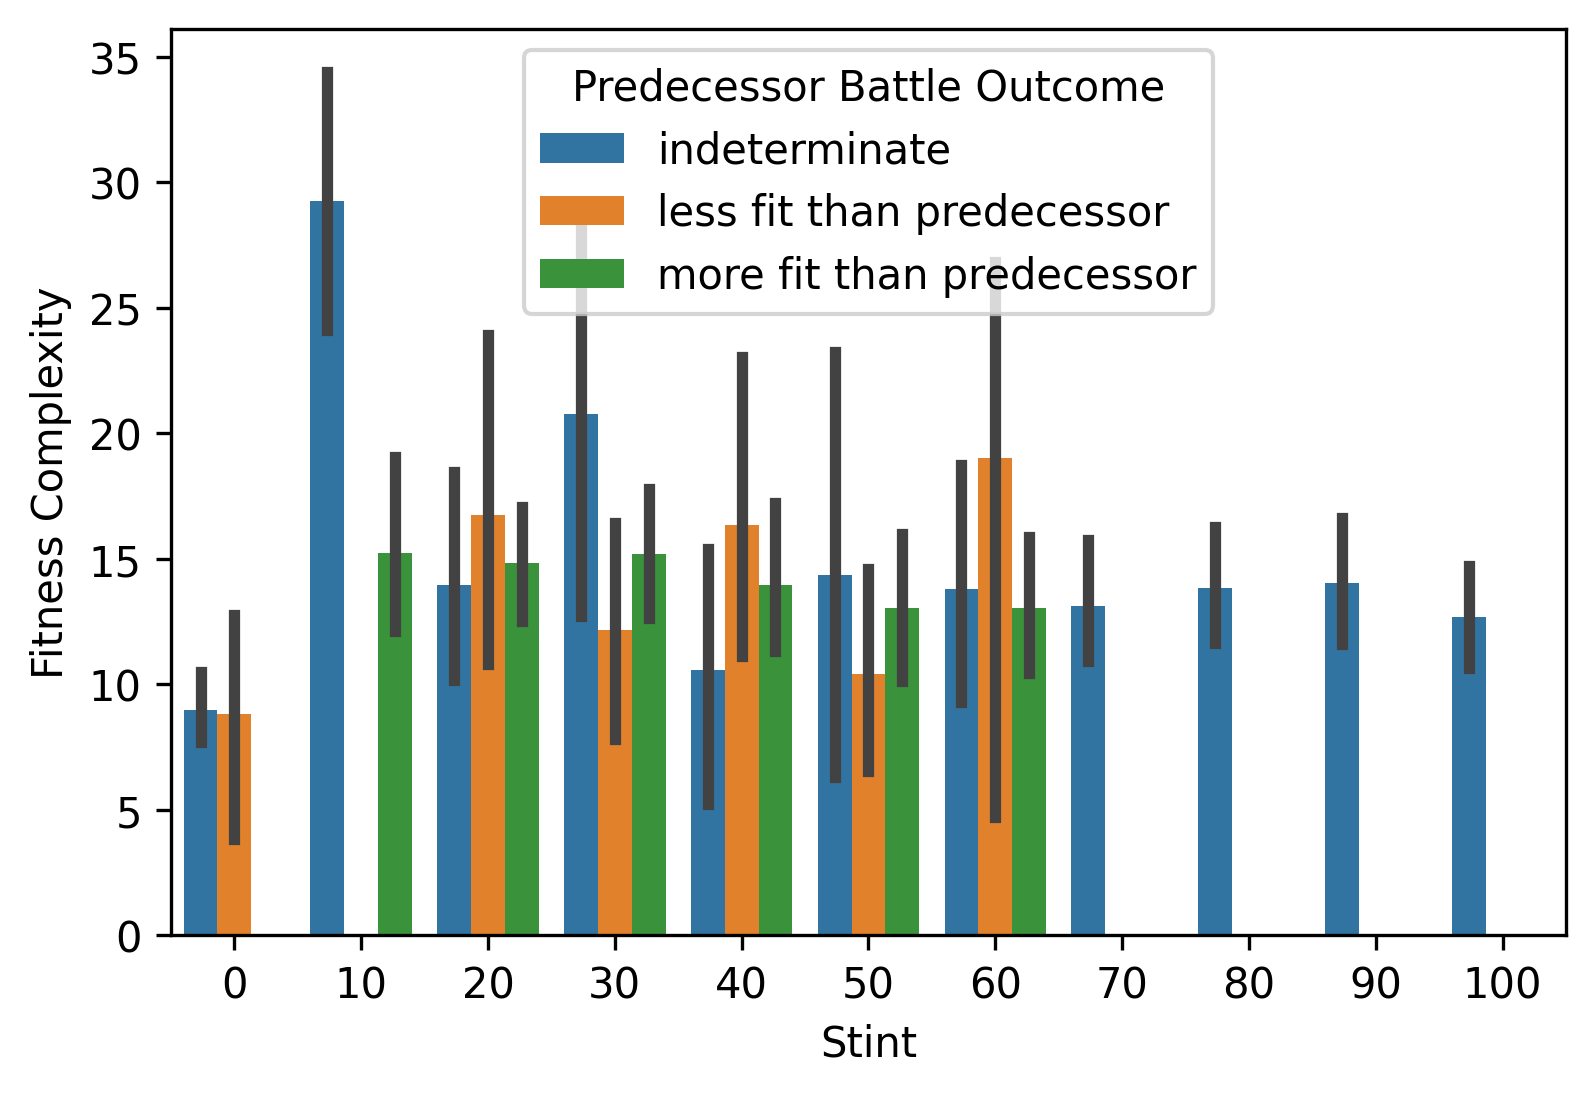 Predecessor Battle Outcome
indeterminate
less fit than predecessor
more fit than predecessor
Fitness Complexity
35
30
25
20
15
10
5
0
0 10 20 30 40 50 60 70 80 90 100
Stint